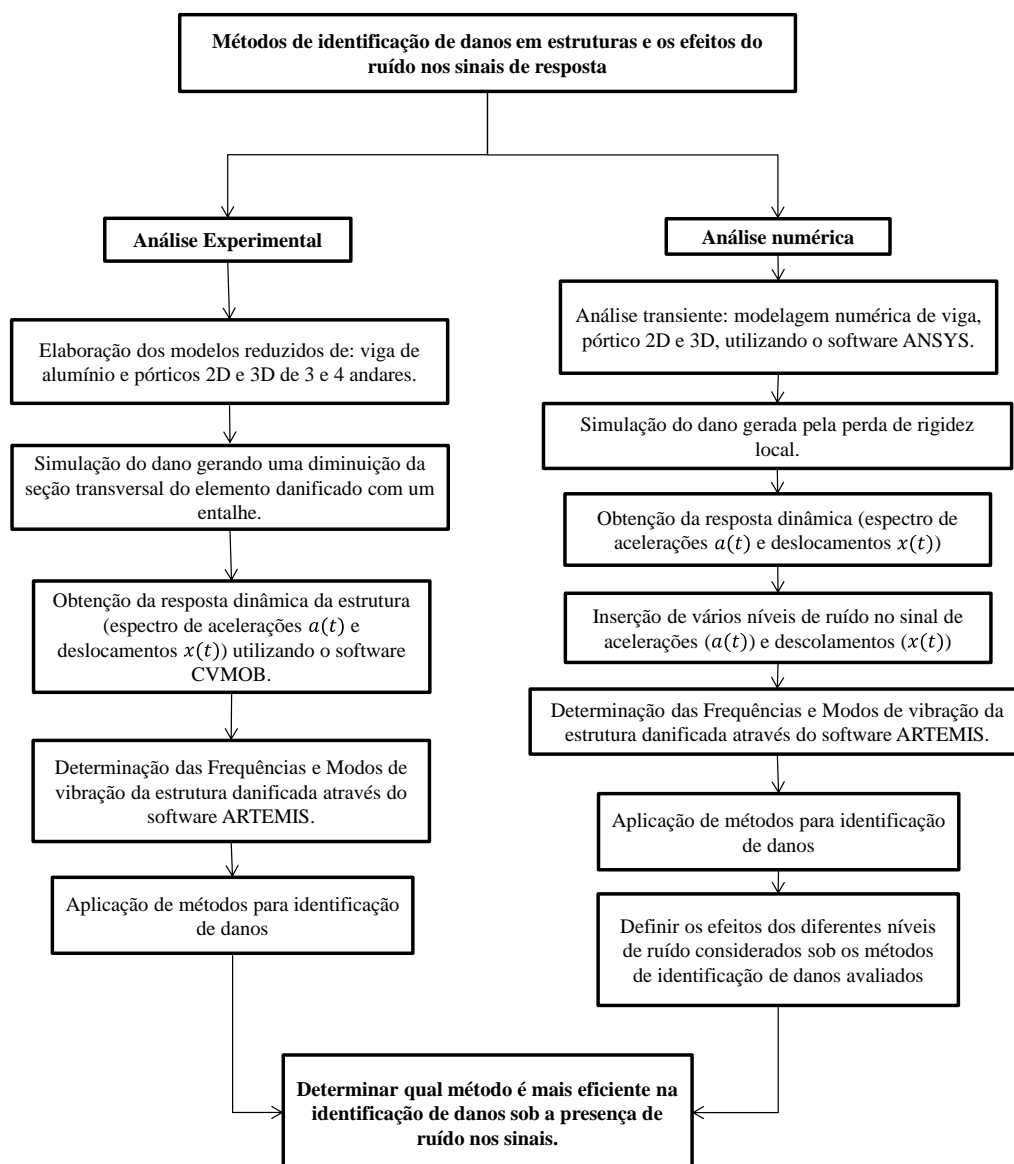 Métodos de identificação de danos em estruturas e os efeitos do
ruído nos sinais de resposta
Análise Experimental
Elaboração dos modelos reduzidos de: viga de
alumínio e pórticos 2D e 3D de 3 e 4 andares.
Simulação do dano gerando uma diminuição da
seção transversal do elemento danificado com um
entalhe.
Obtenção da resposta dinâmica da estrutura
(espectro de acelerações a(t) e
deslocamentos x(t)) utilizando o software
CVMOB.
Determinação das Frequências e Modos de
vibração da estrutura danificada através do
software ARTEMIS.
Aplicação de métodos para identificação
de danos
Análise numérica
Análise transiente: modelagem numérica de viga,
pórtico 2D e 3D, utilizando o software ANSYS.
Simulação do dano gerada pela perda de rigidez
local.
Obtenção da resposta dinâmica (espectro de
acelerações a(t) e deslocamentos x(t))
Inserção de vários níveis de ruído no sinal de
acelerações (a(t)) e descolamentos (x(t))
Determinação das Frequências e Modos de vibração da
estrutura danificada através do software ARTEMIS.
Aplicação de métodos para identificação
de danos
Definir os efeitos dos diferentes níveis
de ruído considerados sob os métodos
de identificação de danos avaliados
Determinar qual método é mais eficiente na
identificação de danos sob a presença de
ruído nos sinais.